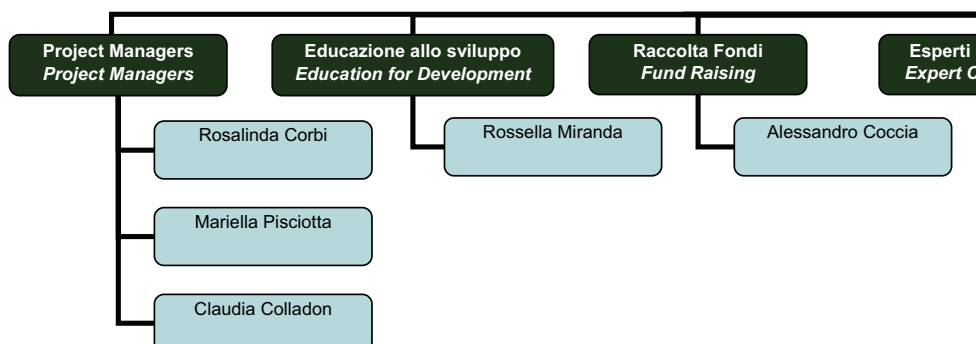 Project Managers
Project Managers
Educazione allo sviluppo
Education for Development
Raccolta Fondi
Fund Raising
Esperti
Expert
Rosalinda Corbi
Rossella Miranda
Alessandro Coccia
Mariella Pisciotta
Claudia Colladon